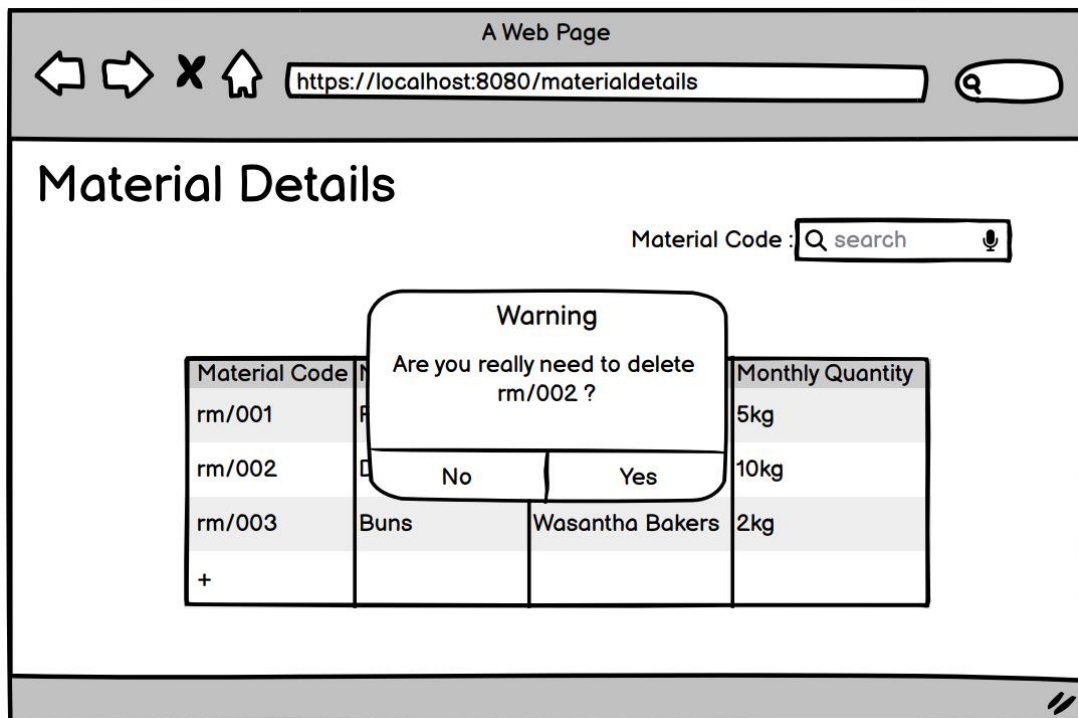 A Web Page
https://localhost:8080/materialdetails
Material Details
Material Code : search
Warning
Are you really need to delete
rm/002 ?
No Yes
Material Code Monthly Quantity
rm/001 5kg
rm/002 10kg
rm/003 Buns Wasantha Bakers 2kg
+